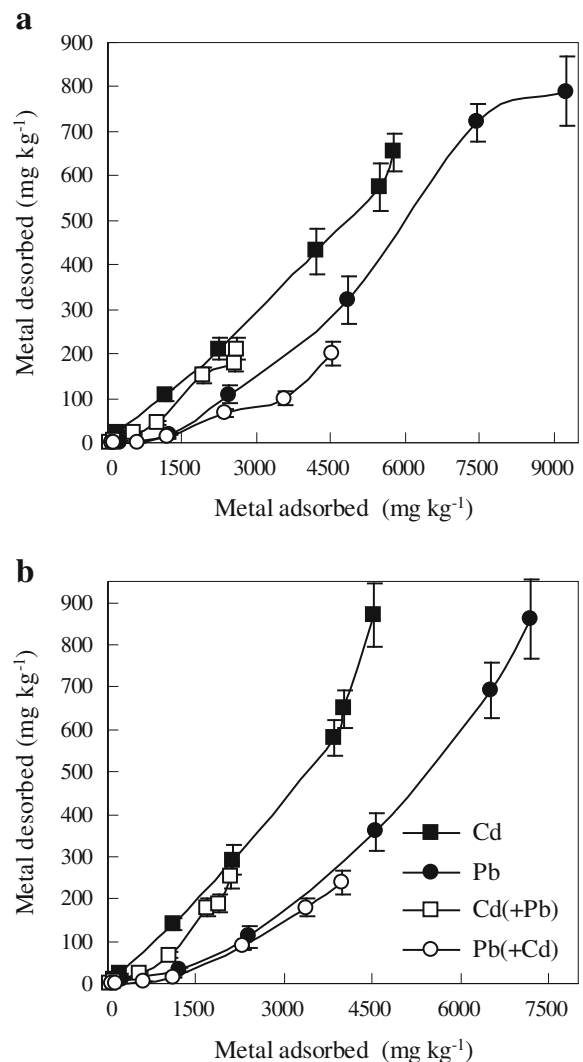 a
900
800
700
600
500
400
300
200
100
0
Metal desorbed (mg kg⁻¹)
0 1500 3000 4500 6000 7500 9000
Metal adsorbed (mg kg⁻¹)
b
900
800
700
600
500
400
300
200
100
0
Metal desorbed (mg kg⁻¹)
Cd
Pb
Cd(+Pb)
Pb(+Cd)
0 1500 3000 4500 6000 7500
Metal adsorbed (mg kg⁻¹)